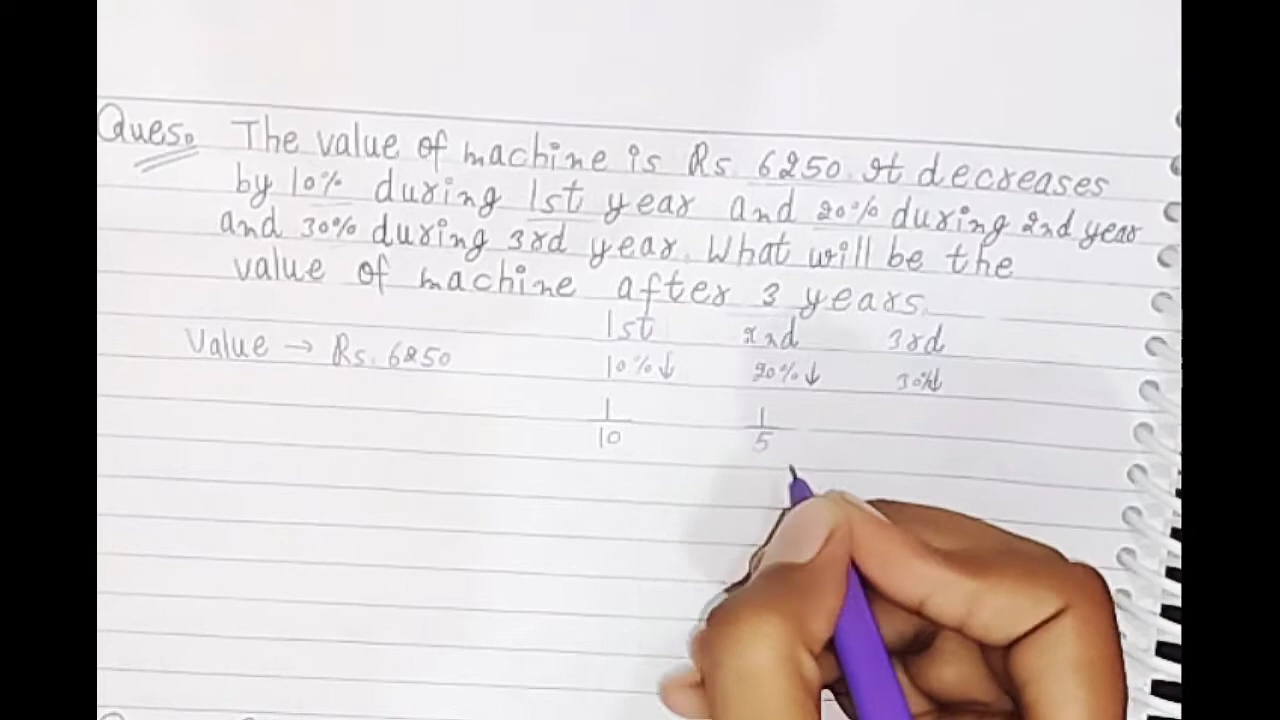 Ques. The value of machine is Rs 6250. It decreases
by 10% during 1st year and 20% during 2nd year
and 30% during 3rd year. What will be the
value of machine after 3 years.
1st 2nd 3rd
Value → Rs. 6250 10%↓ 20%↓ 30%↓
1/10 1/5